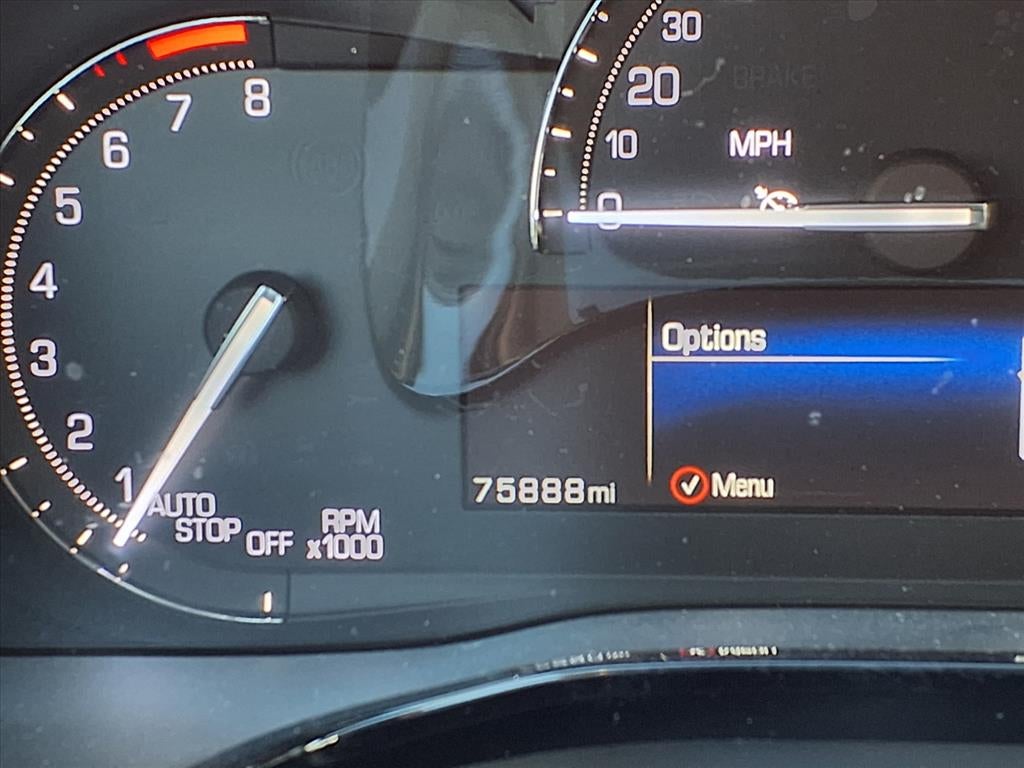 8
7
6
5
4
3
2
1
AUTO
STOP OFF
RPM
x1000
30
20
10
0
BRAKE
MPH
Options
75888mi
Menu